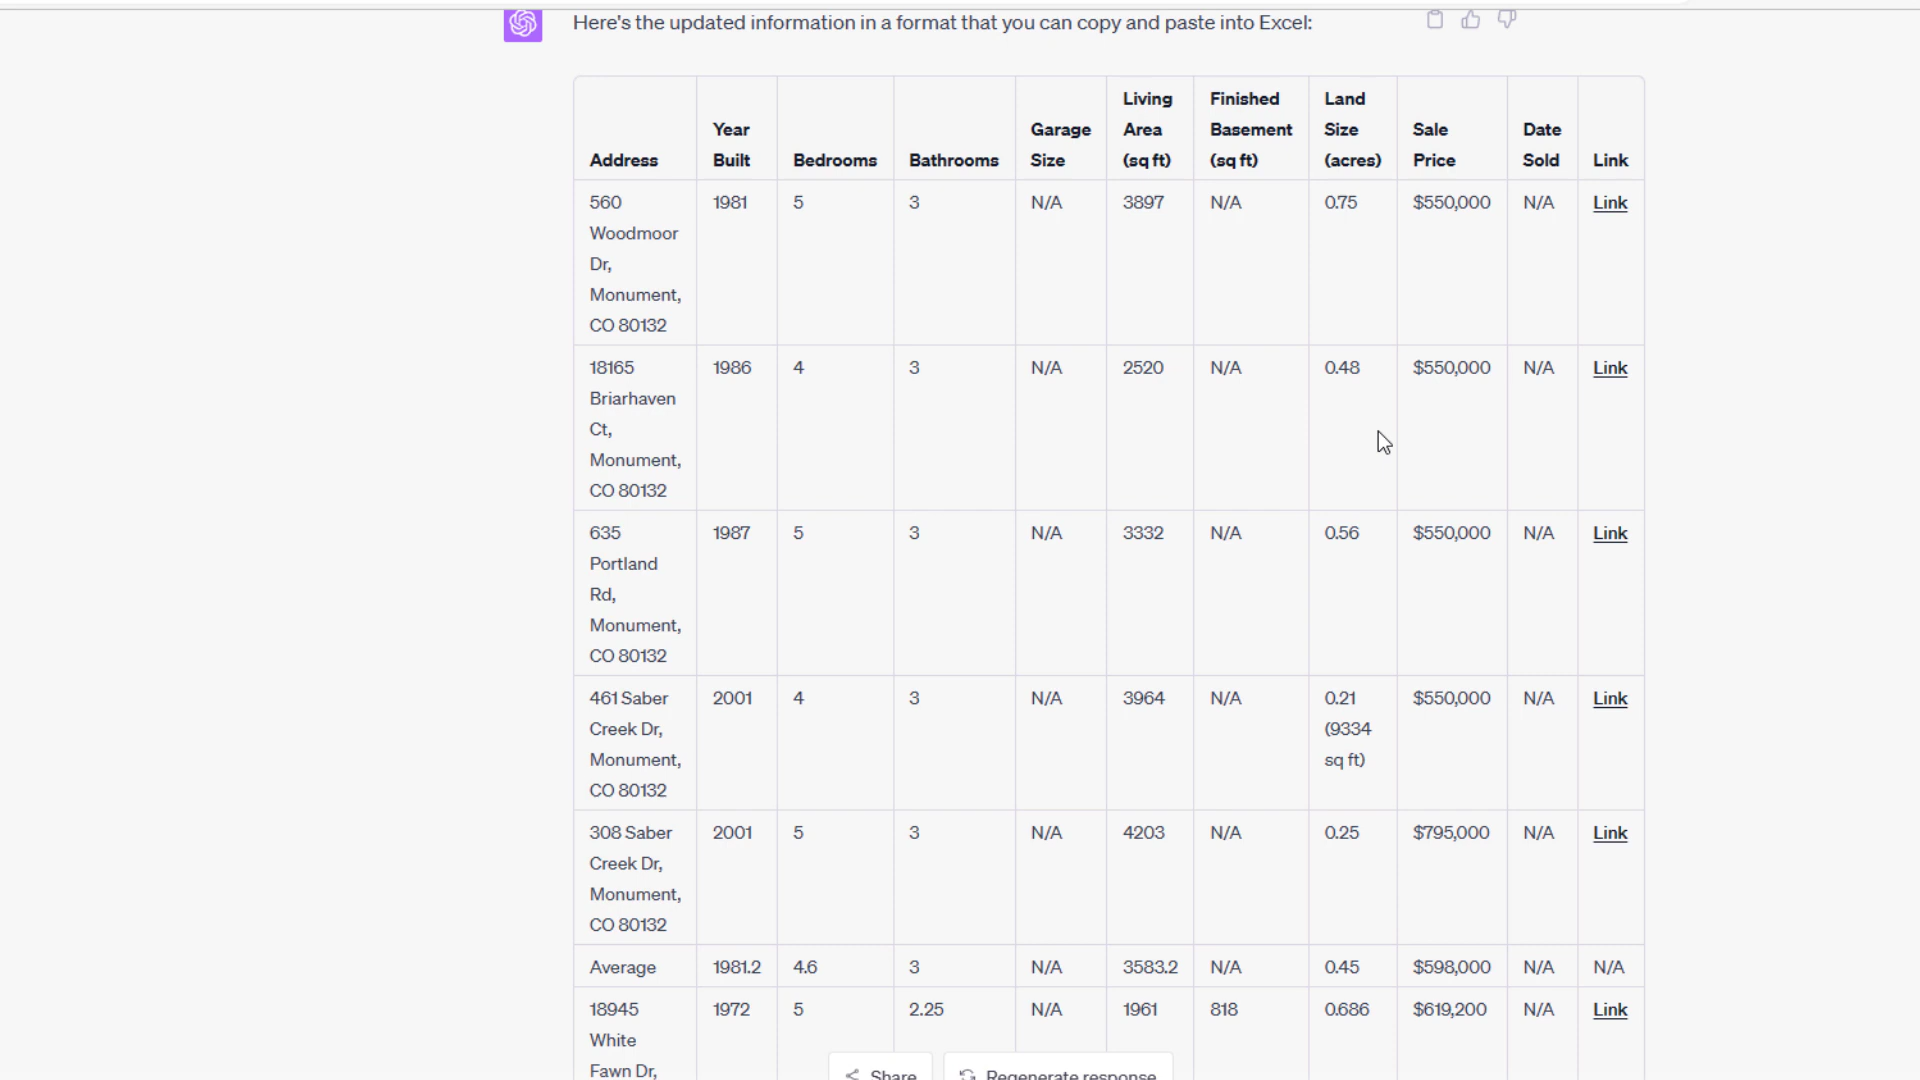 Here's the updated information in a format that you can copy and paste into Excel:
Address Year Built Bedrooms Bathrooms Garage Size Living Area (sq ft) Finished Basement (sq ft) Land Size (acres) Sale Price Date Sold Link
560 1981 5 3 N/A 3897 N/A 0.75 $550,000 N/A Link
Woodmoor
Dr,
Monument,
CO 80132
18165 1986 4 3 N/A 2520 N/A 0.48 $550,000 N/A Link
Briarhaven
Ct,
Monument,
CO 80132
635 1987 5 3 N/A 3332 N/A 0.56 $550,000 N/A Link
Portland
Rd,
Monument,
CO 80132
461 Saber 2001 4 3 N/A 3964 N/A 0.21 $550,000 N/A Link
Creek Dr, (9334
Monument, sq ft)
CO 80132
308 Saber 2001 5 3 N/A 4203 N/A 0.25 $795,000 N/A Link
Creek Dr,
Monument,
CO 80132
Average 1981.2 4.6 3 N/A 3583.2 N/A 0.45 $598,000 N/A N/A
18945 1972 5 2.25 N/A 1961 818 0.686 $619,200 N/A Link
White
Fawn Dr,
Share Regenerate response